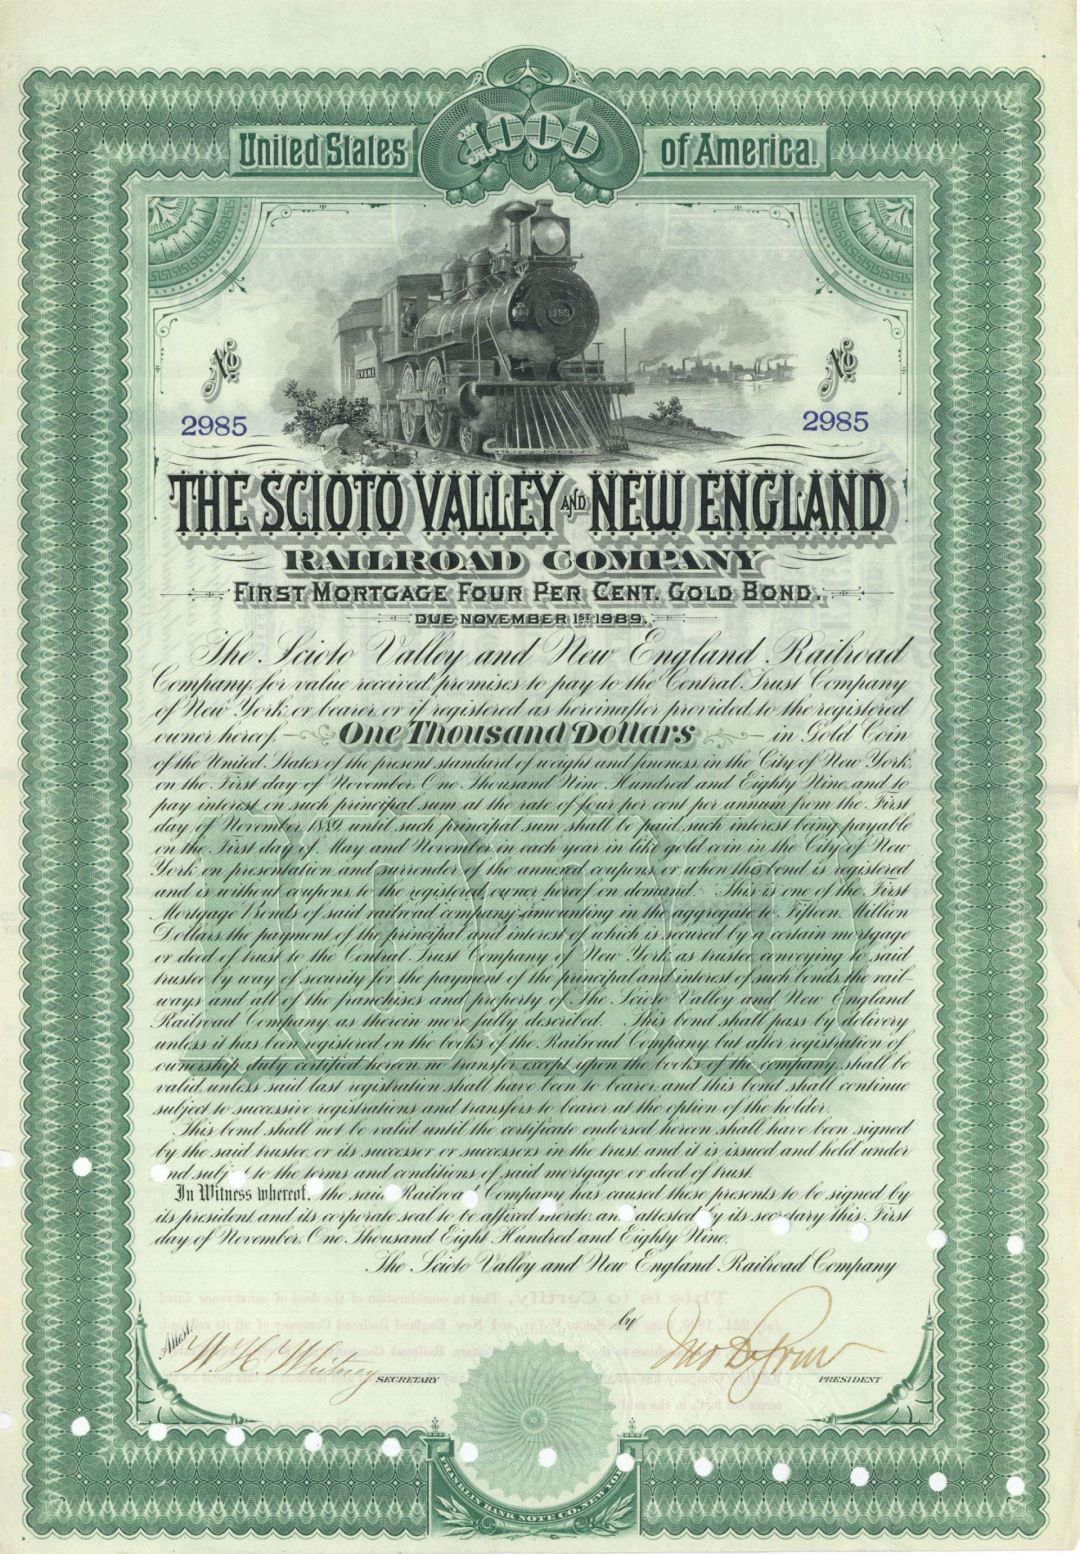 $1000
United States of America.
No No
2985 2985
THE SCIOTO VALLEY AND NEW ENGLAND
RAILROAD COMPANY
FIRST MORTGAGE FOUR PER CENT. GOLD BOND.
DUE NOVEMBER 1ST 1989.
The Scioto Valley and New England Railroad
Company for value received, promises to pay to the Central Trust Company
of New York, or bearer, or if registered, as hereinafter provided, to the registered
owner hereof One Thousand Dollars in Gold Coin
of the United States of the present standard of weight and fineness, in the City of New York,
on the First day of November, One Thousand Nine Hundred and Eighty Nine, and to
pay interest on such principal sum at the rate of four per cent per annum from the First
day of November, 1889, until such principal sum shall be paid, such interest being payable
on the First day of May and November in each year in like gold coin in the City of New
York on presentation and surrender of the annexed coupons, or when this bond is registered
and is without coupons, to the registered owner hereof on demand. This is one of the First
Mortgage Bonds of said railroad company, amounting in the aggregate to Fifteen Million
Dollars, the payment of the principal and interest of which is secured by a certain mortgage
or deed of trust to the Central Trust Company of New York, as trustee, conveying to said
trustee by way of security for the payment of the principal and interest of such bonds, the rail-
ways and all of the franchises and property of The Scioto Valley and New England
Railroad Company as therein more fully described. This bond shall pass by delivery
unless it has been registered on the books of the Railroad Company, but after registration of
ownership duly certified hereon, no transfer, except upon the books of the company, shall be
valid, unless said last registration shall have been to bearer, and this bond shall continue
subject to successive registrations and transfers to bearer at the option of the holder.
This bond shall not be valid until the certificate endorsed hereon shall have been signed
by the said trustee, or its successor or successors in the trust, and it is issued and held under
and subject to the terms and conditions of said mortgage or deed of trust.
In Witness whereof, the said Railroad Company has caused these presents to be signed by
its president, and its corporate seal to be affixed hereto, and attested by its secretary this First
day of November, One Thousand Eight Hundred and Eighty Nine.
The Scioto Valley and New England Railroad Company
by
Attest.
W. H. Whitney SECRETARY PRESIDENT
FRANKLIN BANK NOTE CO. NEW YORK